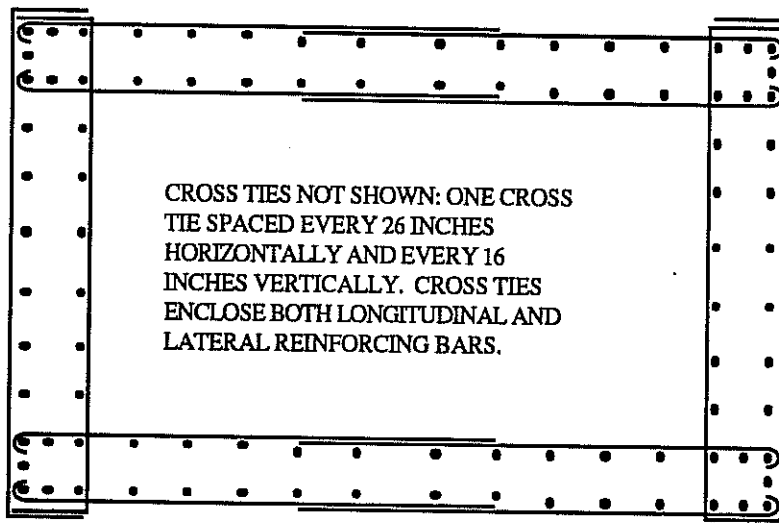 CROSS TIES NOT SHOWN: ONE CROSS
TIE SPACED EVERY 26 INCHES
HORIZONTALLY AND EVERY 16
INCHES VERTICALLY. CROSS TIES
ENCLOSE BOTH LONGITUDINAL AND
LATERAL REINFORCING BARS.